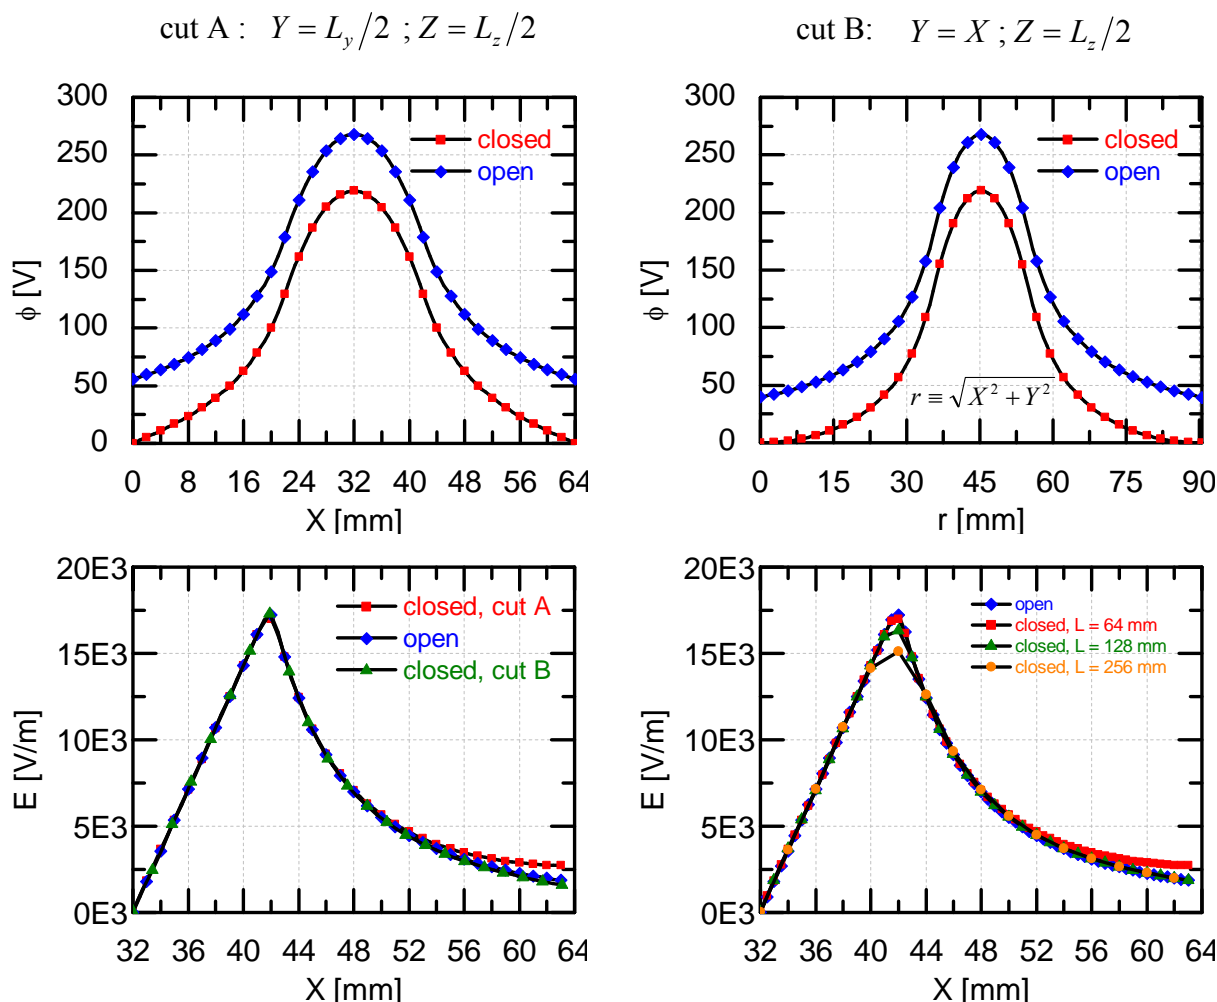 cut A : Y = L_y/2 ; Z = L_z/2
cut B: Y = X ; Z = L_z/2
300
250
200
150
100
50
0
ϕ [V]
closed
open
0 8 16 24 32 40 48 56 64
X [mm]
300
250
200
150
100
50
0
ϕ [V]
closed
open
r ≡ √X² + Y²
0 15 30 45 60 75 90
r [mm]
20E3
15E3
10E3
5E3
0E3
E [V/m]
closed, cut A
open
closed, cut B
32 36 40 44 48 52 56 60 64
X [mm]
20E3
15E3
10E3
5E3
0E3
E [V/m]
open
closed, L = 64 mm
closed, L = 128 mm
closed, L = 256 mm
32 36 40 44 48 52 56 60 64
X [mm]